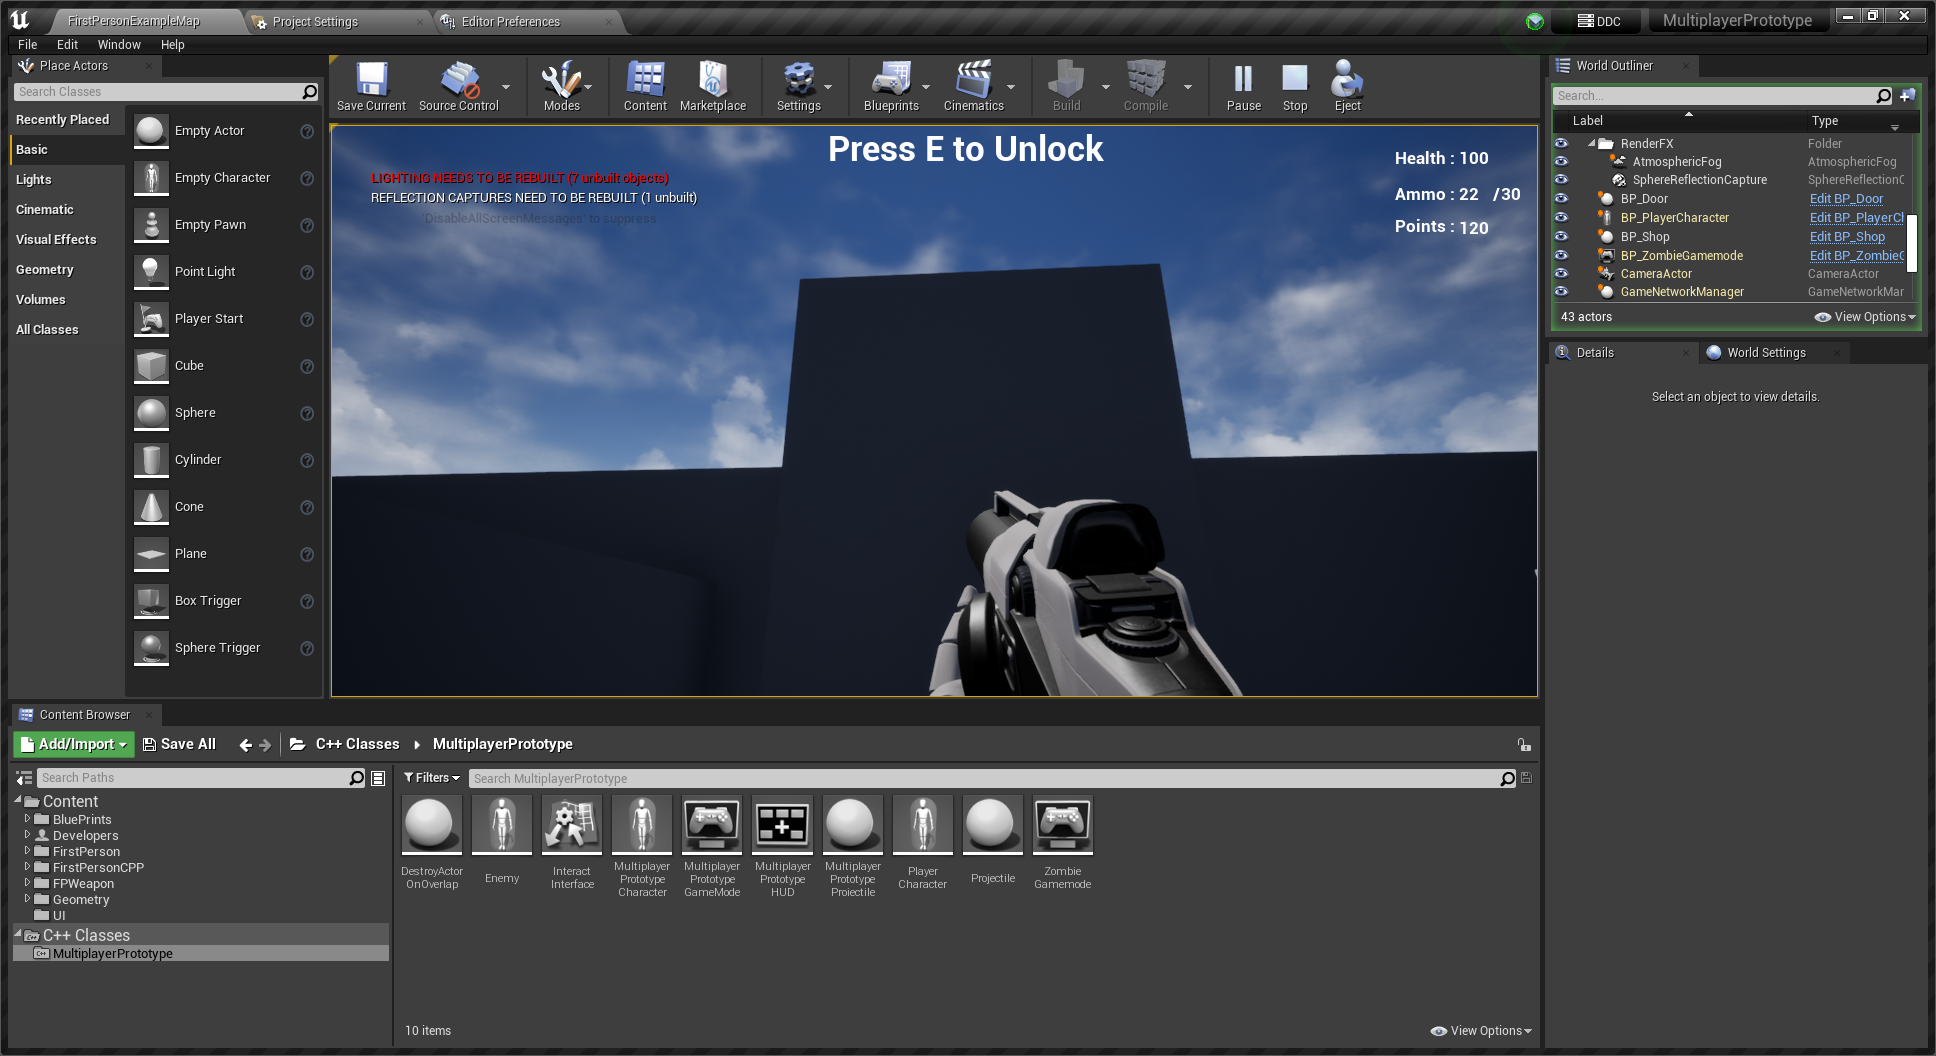 FirstPersonExampleMap
Project Settings
Editor Preferences
DDC
MultiplayerPrototype
File Edit Window Help
Place Actors
Search Classes
Recently Placed
Basic
Lights
Cinematic
Visual Effects
Geometry
Volumes
All Classes
Empty Actor
Empty Character
Empty Pawn
Point Light
Player Start
Cube
Sphere
Cylinder
Cone
Plane
Box Trigger
Sphere Trigger
Save Current
Source Control
Modes
Content
Marketplace
Settings
Blueprints
Cinematics
Build
Compile
Pause
Stop
Eject
Press E to Unlock
LIGHTING NEEDS TO BE REBUILT (7 unbuilt objects)
REFLECTION CAPTURES NEED TO BE REBUILT (1 unbuilt)
'DisableAllScreenMessages' to suppress
Health : 100
Ammo : 22 /30
Points : 120
World Outliner
Search...
Label Type
RenderFX Folder
AtmosphericFog AtmosphericFog
SphereReflectionCapture SphereReflectionC
BP_Door Edit BP_Door
BP_PlayerCharacter Edit BP_PlayerCl
BP_Shop Edit BP_Shop
BP_ZombieGamemode Edit BP_ZombieG
CameraActor CameraActor
GameNetworkManager GameNetworkMar
43 actors
View Options
Details
World Settings
Select an object to view details.
Content Browser
Add/Import
Save All
C++ Classes
MultiplayerPrototype
Search Paths
Filters
Search MultiplayerPrototype
Content
BluePrints
Developers
FirstPerson
FirstPersonCPP
FPWeapon
Geometry
UI
C++ Classes
MultiplayerPrototype
DestroyActor
OnOverlap
Enemy
Interact
Interface
Multiplayer
Prototype
Character
Multiplayer
Prototype
GameMode
Multiplayer
Prototype
HUD
Multiplayer
Prototype
Projectile
Player
Character
Projectile
Zombie
Gamemode
10 items
View Options